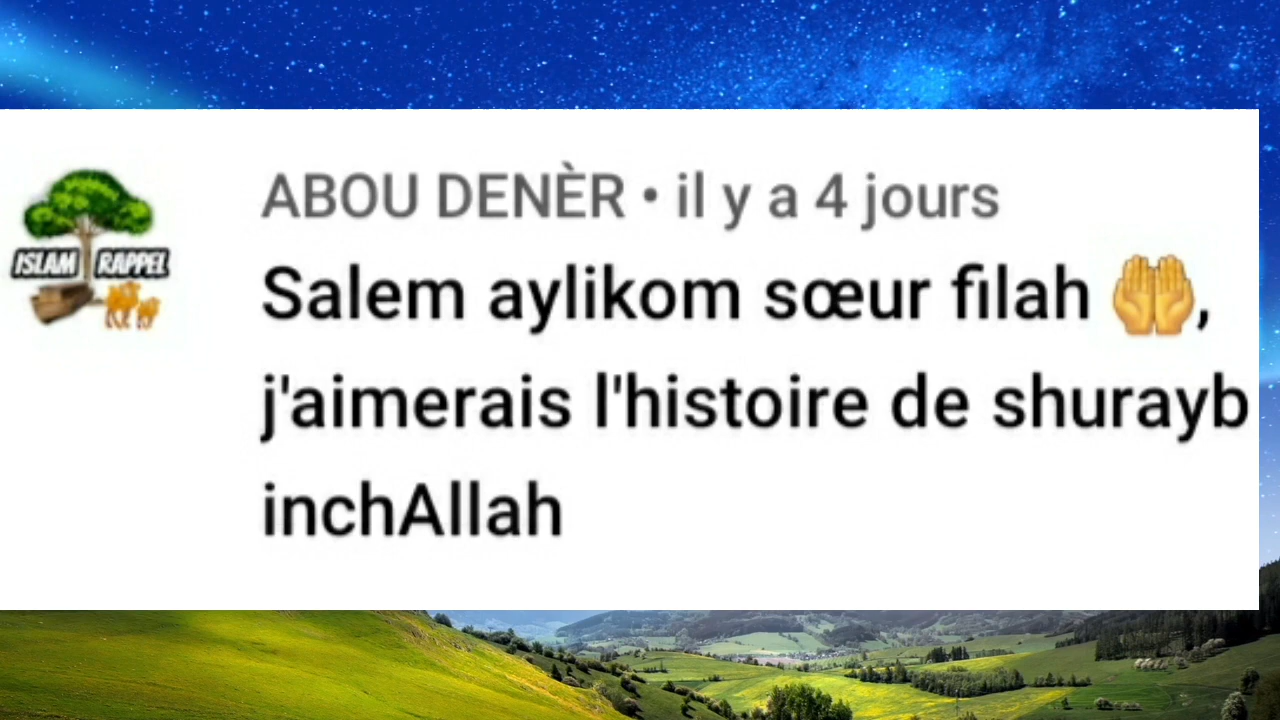 ISLAM RAPPEL
ABOU DENÈR • il y a 4 jours
Salem aylikom sœur filah 🤲,
j'aimerais l'histoire de shurayb
inchAllah